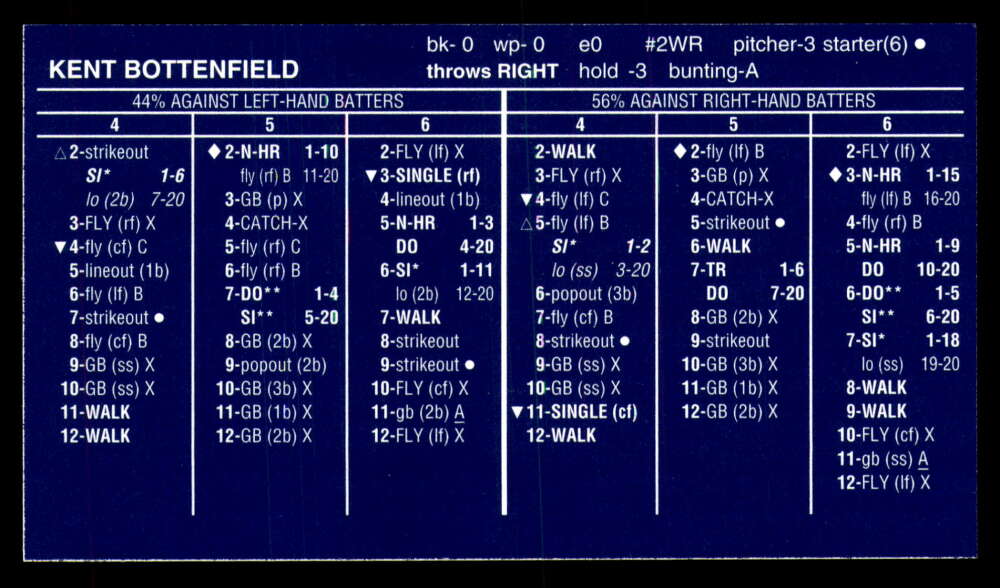 bk- 0 wp- 0 e0 #2WR pitcher-3 starter(6) ●
KENT BOTTENFIELD
throws RIGHT hold -3 bunting-A
44% AGAINST LEFT-HAND BATTERS
4
△2-strikeout
SI* 1-6
lo (2b) 7-20
3-FLY (rf) X
▼4-fly (cf) C
5-lineout (1b)
6-fly (lf) B
7-strikeout ●
8-fly (cf) B
9-GB (ss) X
10-GB (ss) X
11-WALK
12-WALK
5
♦2-N-HR 1-10
fly (rf) B 11-20
3-GB (p) X
4-CATCH-X
5-fly (rf) C
6-fly (rf) B
7-DO** 1-4
SI** 5-20
8-GB (2b) X
9-popout (2b)
10-GB (3b) X
11-GB (1b) X
12-GB (2b) X
6
2-FLY (lf) X
▼3-SINGLE (rf)
4-lineout (1b)
5-N-HR 1-3
DO 4-20
6-SI* 1-11
lo (2b) 12-20
7-WALK
8-strikeout
9-strikeout ●
10-FLY (cf) X
11-gb (2b) A
12-FLY (lf) X
56% AGAINST RIGHT-HAND BATTERS
4
2-WALK
3-FLY (rf) X
▼4-fly (lf) C
△5-fly (lf) B
SI* 1-2
lo (ss) 3-20
6-popout (3b)
7-fly (cf) B
8-strikeout ●
9-GB (ss) X
10-GB (ss) X
▼11-SINGLE (cf)
12-WALK
5
♦2-fly (lf) B
3-GB (p) X
4-CATCH-X
5-strikeout ●
6-WALK
7-TR 1-6
DO 7-20
8-GB (2b) X
9-strikeout
10-GB (3b) X
11-GB (1b) X
12-GB (2b) X
6
2-FLY (lf) X
♦3-N-HR 1-15
fly (lf) B 16-20
4-fly (rf) B
5-N-HR 1-9
DO 10-20
6-DO** 1-5
SI** 6-20
7-SI* 1-18
lo (ss) 19-20
8-WALK
9-WALK
10-FLY (cf) X
11-gb (ss) A
12-FLY (lf) X